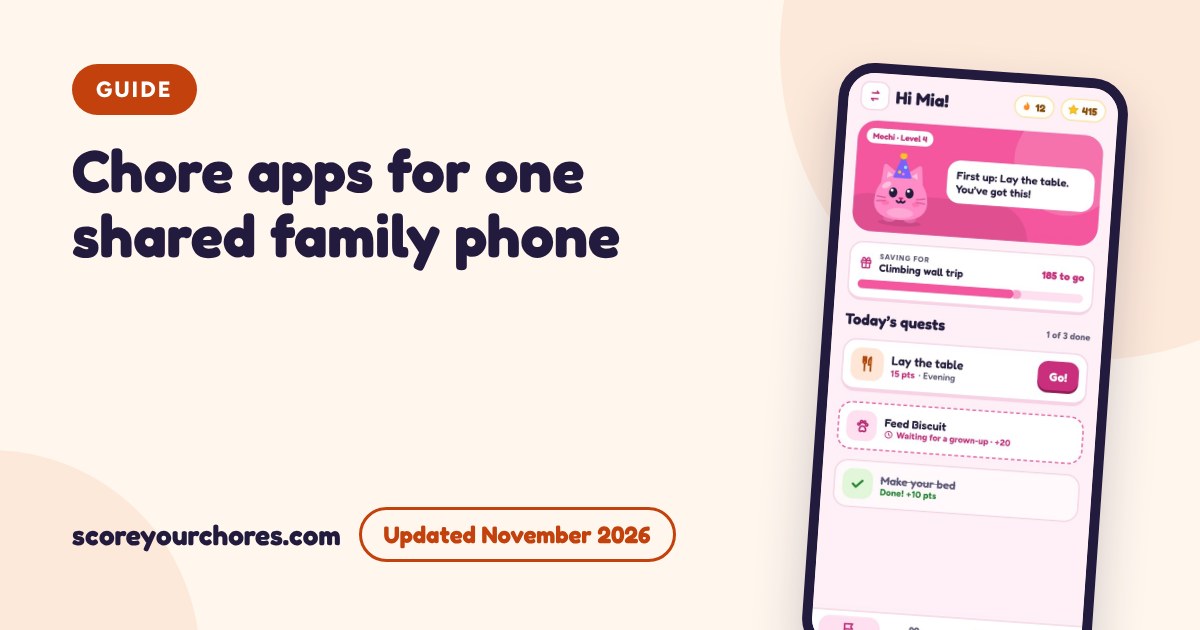 GUIDE
Chore apps for one
shared family phone
scoreyourchores.com
Updated November 2026
Hi Mia!
12
415
Mochi · Level 4
First up: Lay the table.
You've got this!
SAVING FOR
Climbing wall trip
185 to go
Today's quests
1 of 3 done
Lay the table
15 pts · Evening
Go!
Feed Biscuit
Waiting for a grown-up · +20
Make your bed
Done! +10 pts